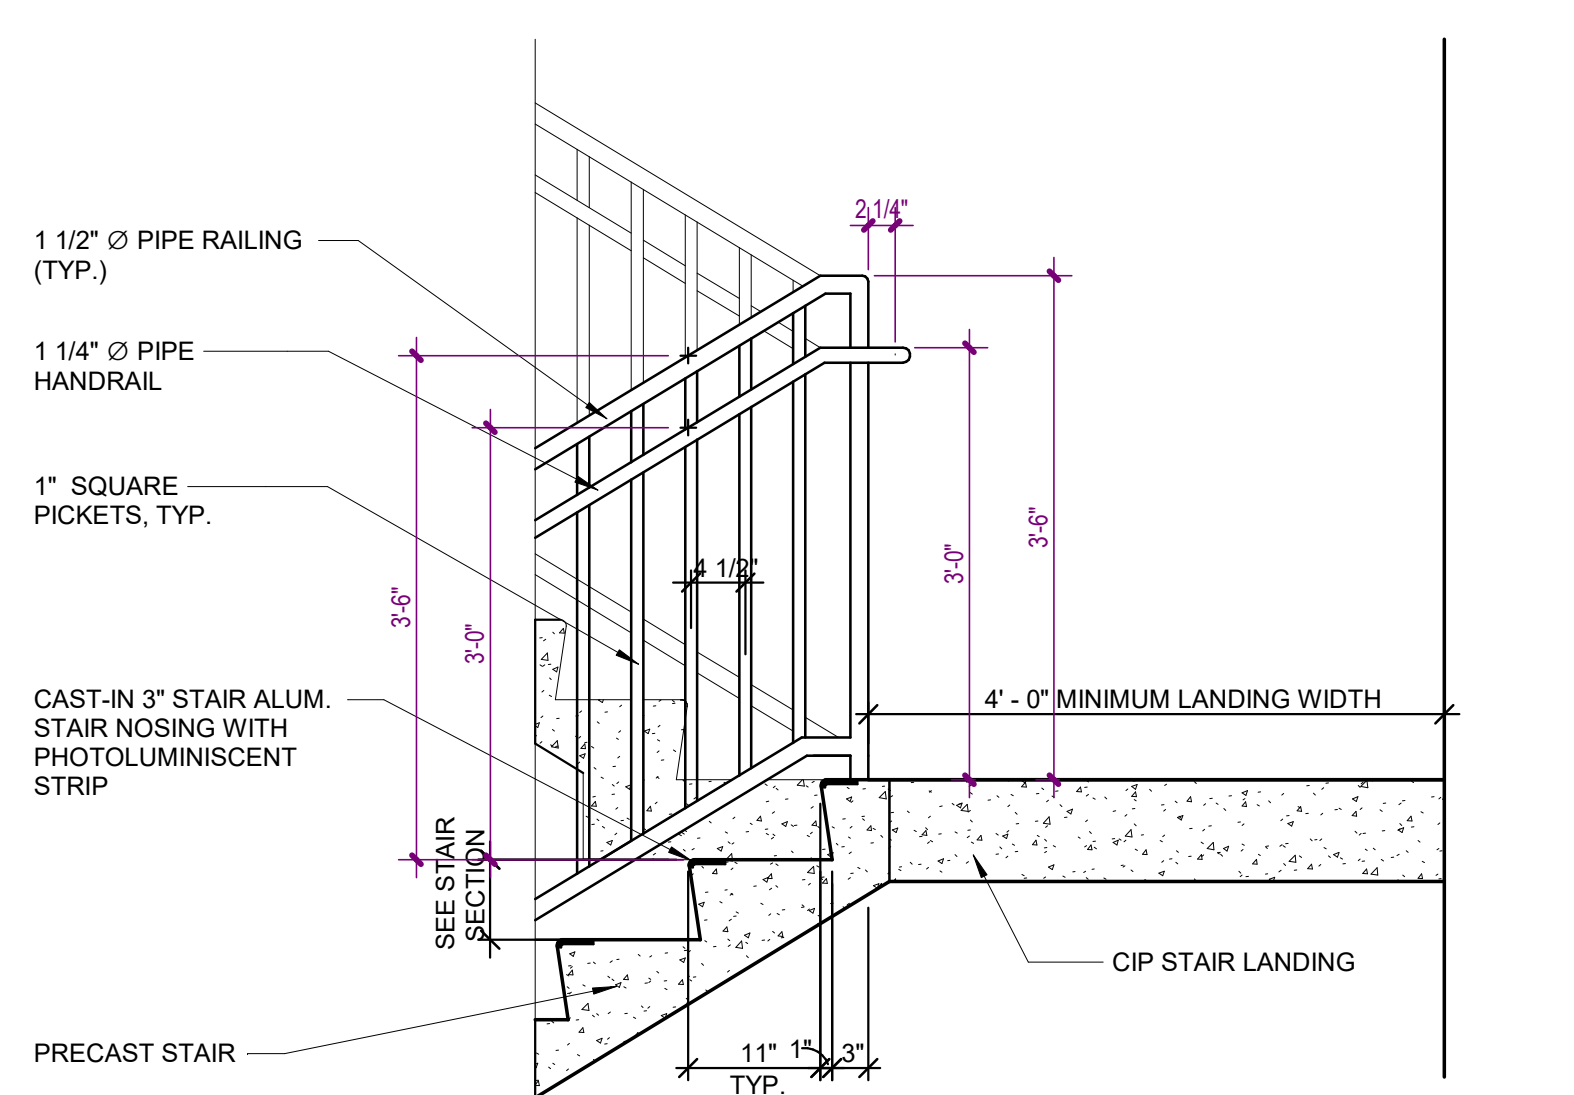 2 1/4"
1 1/2" Ø PIPE RAILING
(TYP.)
1 1/4" Ø PIPE
HANDRAIL
1" SQUARE
PICKETS, TYP.
4 1/2"
3'-6"
3'-0"
3'-0"
3'-6"
CAST-IN 3" STAIR ALUM.
STAIR NOSING WITH
PHOTOLUMINISCENT
STRIP
4' - 0" MINIMUM LANDING WIDTH
SEE STAIR
SECTION
CIP STAIR LANDING
PRECAST STAIR
11"
TYP.
1"
3"